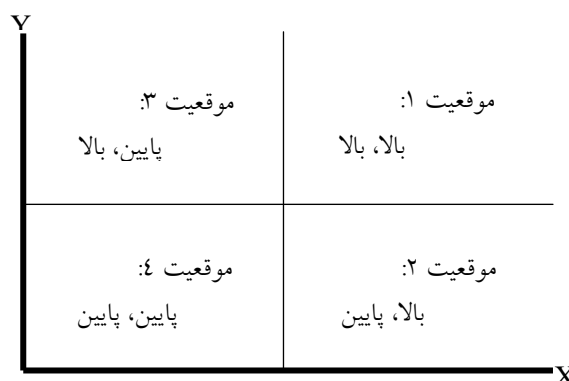 Y
موقعیت ۱:
بالا، بالا
موقعیت ۳:
پایین، بالا
موقعیت ۲:
بالا، پایین
موقعیت ٤:
پایین، پایین
X